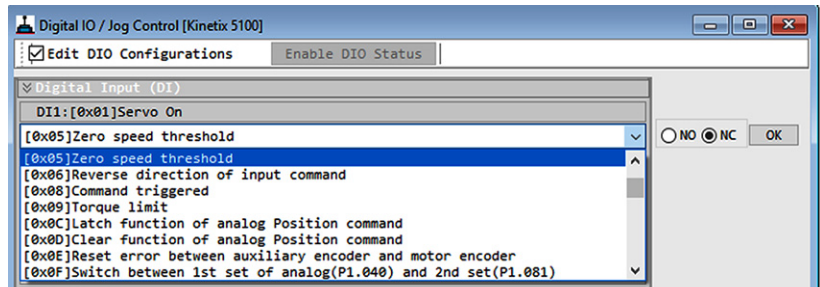 Digital IO / Jog Control [Kinetix 5100]
Edit DIO Configurations Enable DIO Status
Digital Input (DI)
DI1:[0x01]Servo On
[0x05]Zero speed threshold NO NC OK
[0x05]Zero speed threshold
[0x06]Reverse direction of input command
[0x08]Command triggered
[0x09]Torque limit
[0x0C]Latch function of analog Position command
[0x0D]Clear function of analog Position command
[0x0E]Reset error between auxiliary encoder and motor encoder
[0x0F]Switch between 1st set of analog(P1.040) and 2nd set(P1.081)